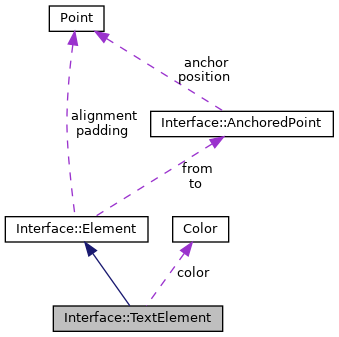 Point
anchor
position
alignment
padding
Interface::AnchoredPoint
from
to
Interface::Element
Color
color
Interface::TextElement